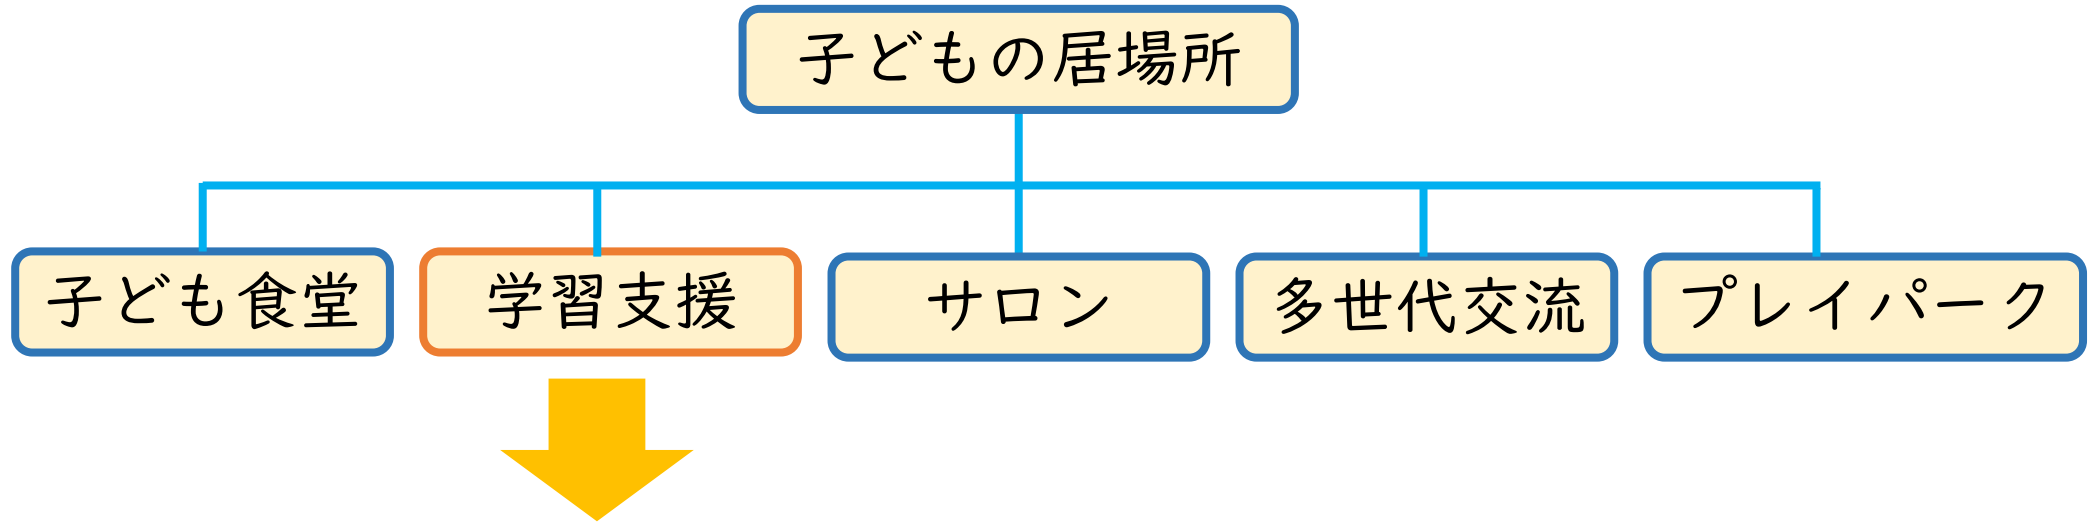 子どもの居場所
子ども食堂
学習支援
サロン
多世代交流
プレイパーク